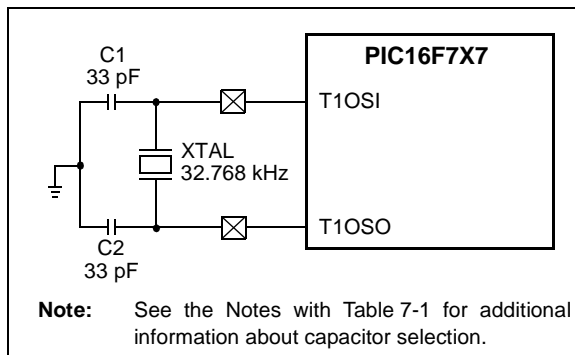 C1
33 pF
PIC16F7X7
T1OSI
XTAL
32.768 kHz
T1OSO
C2
33 pF
Note: See the Notes with Table 7-1 for additional
information about capacitor selection.